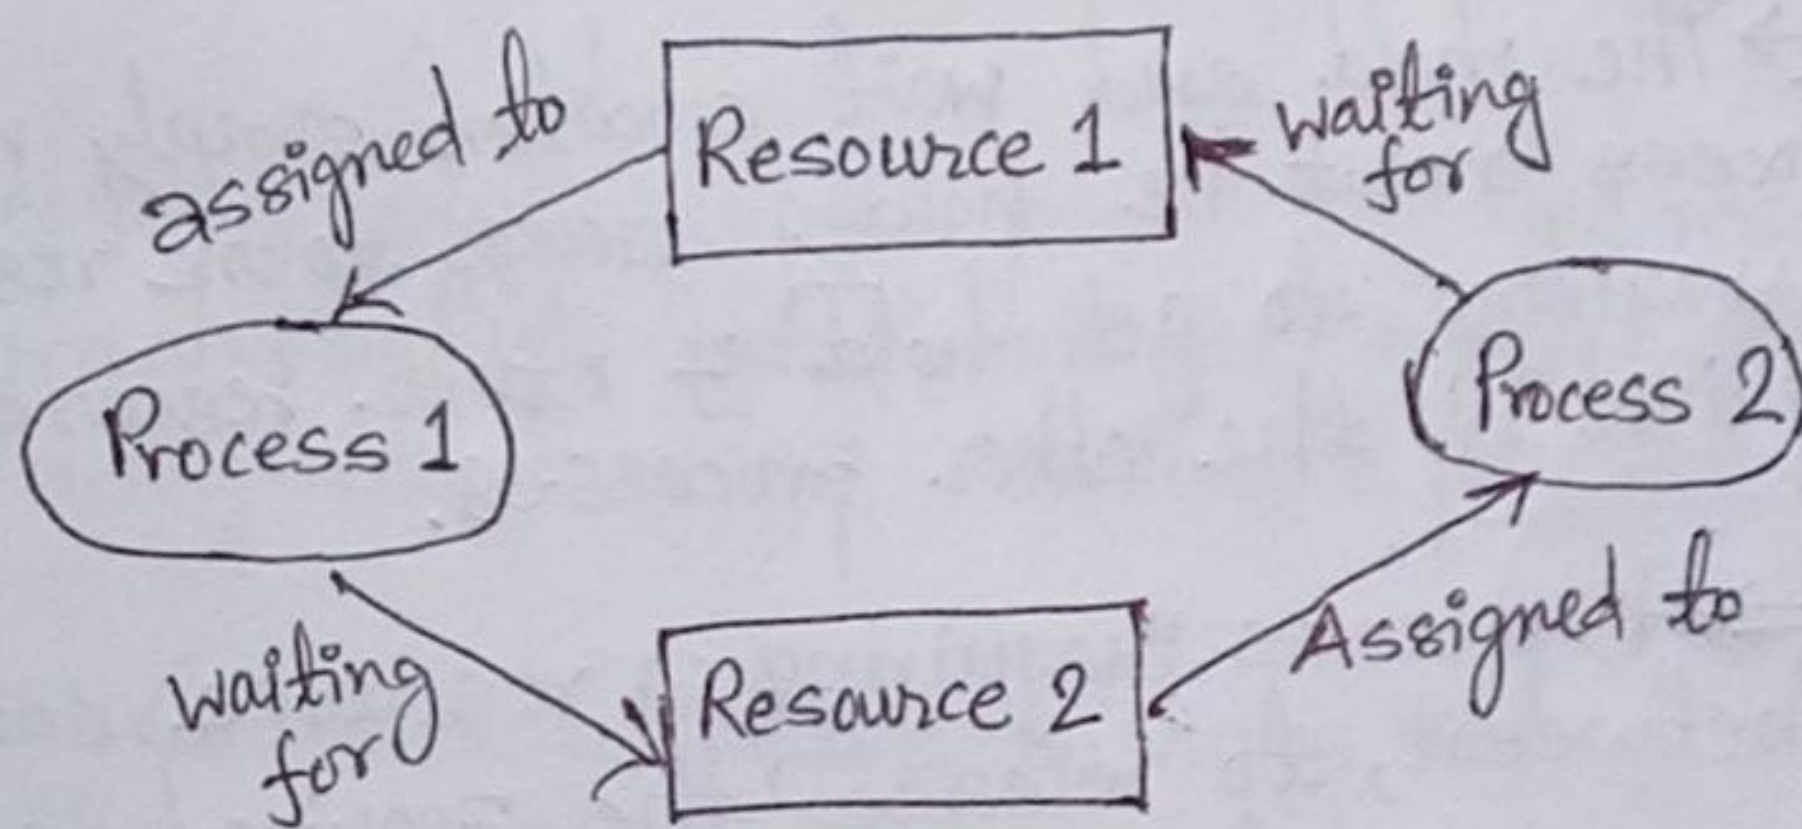 assigned to
Resource 1
waiting
for
Process 1
Process 2
waiting
for
Resource 2
Assigned to